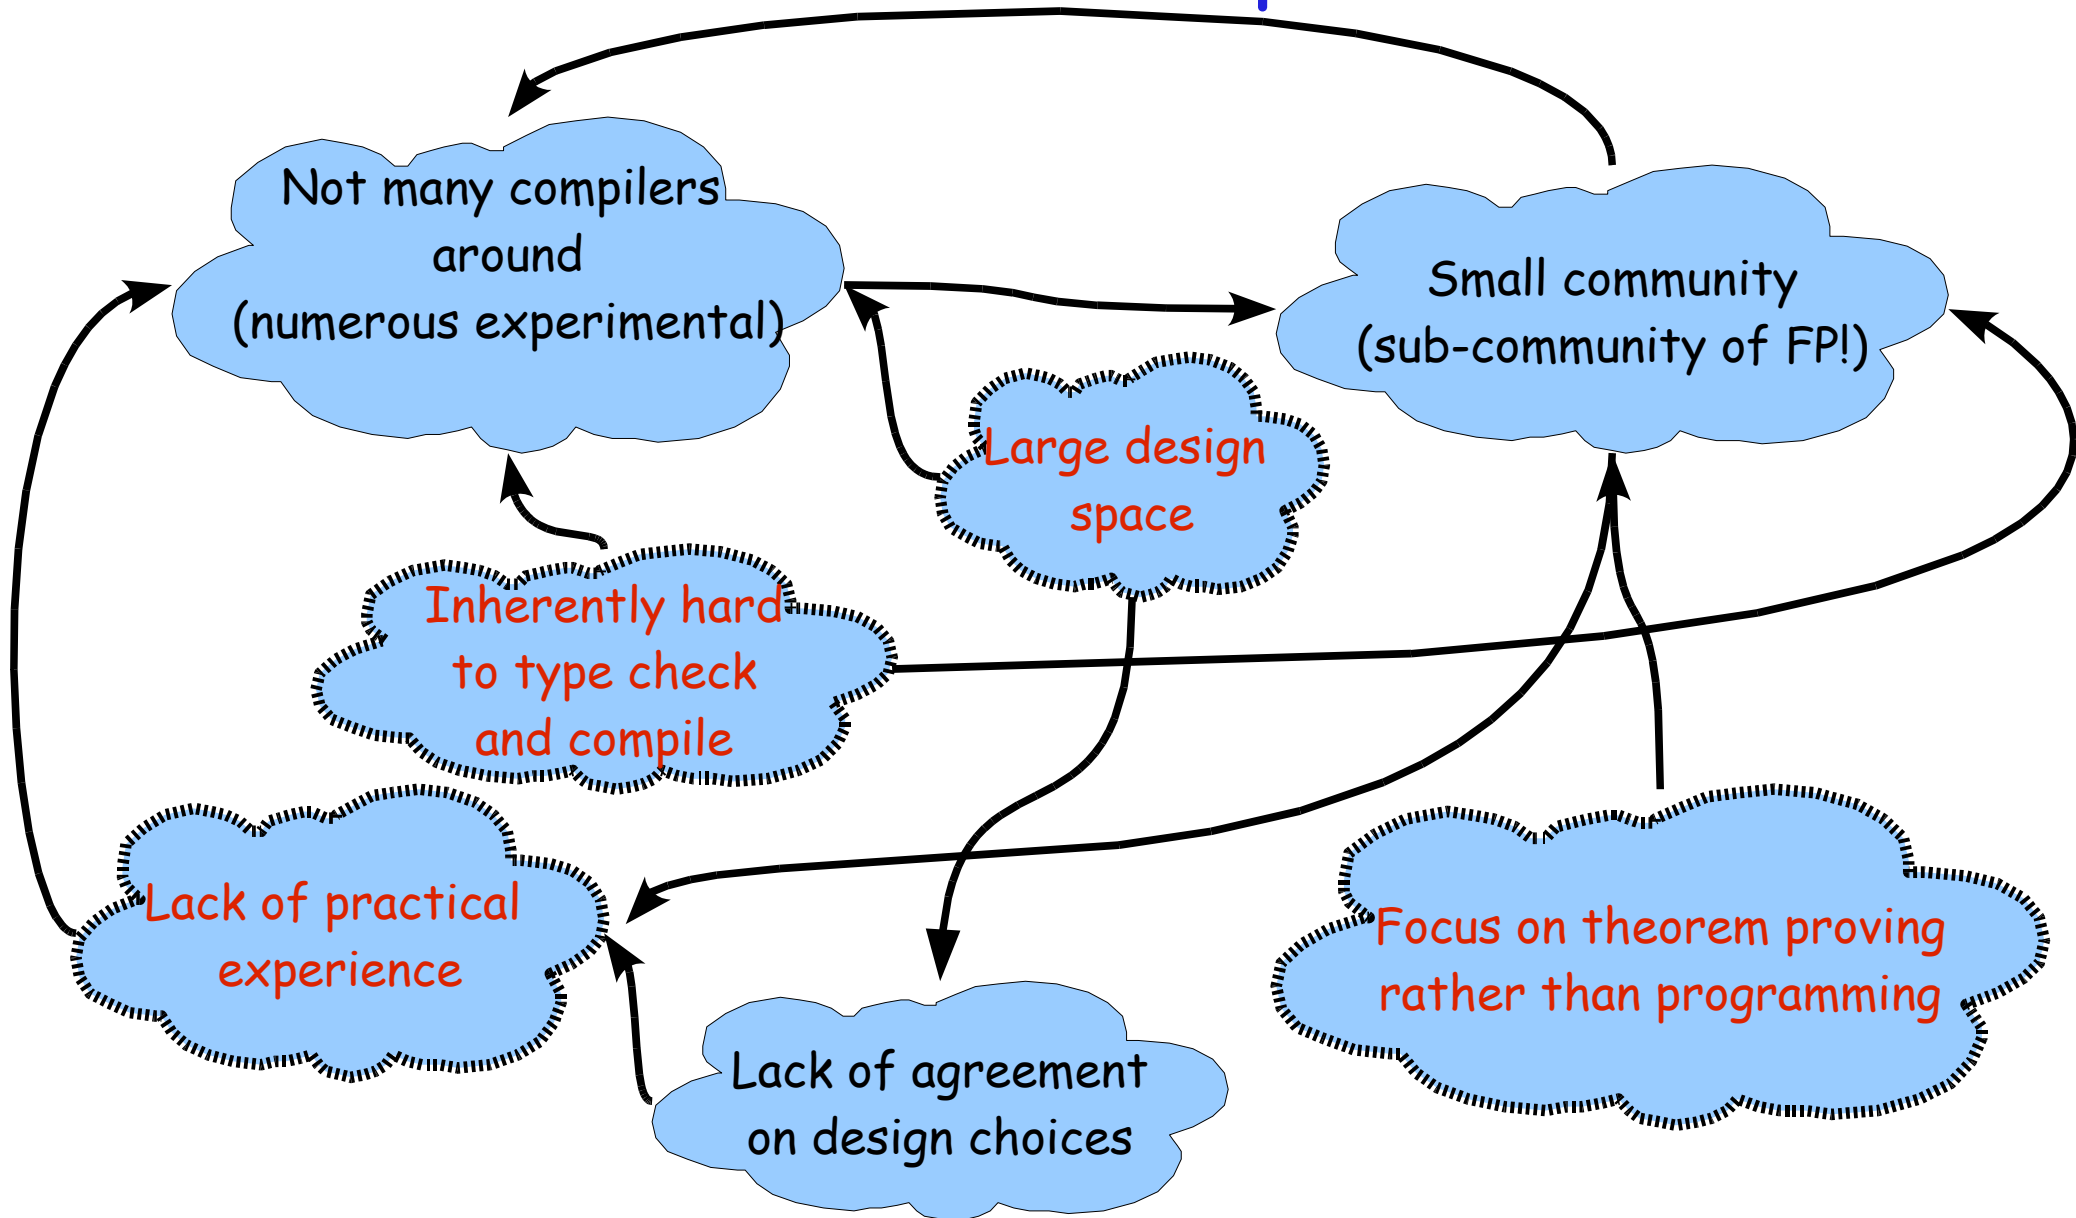 Not many compilers
around
(numerous experimental)
Small community
(sub-community of FP!)
Large design
space
Inherently hard
to type check
and compile
Lack of practical
experience
Focus on theorem proving
rather than programming
Lack of agreement
on design choices